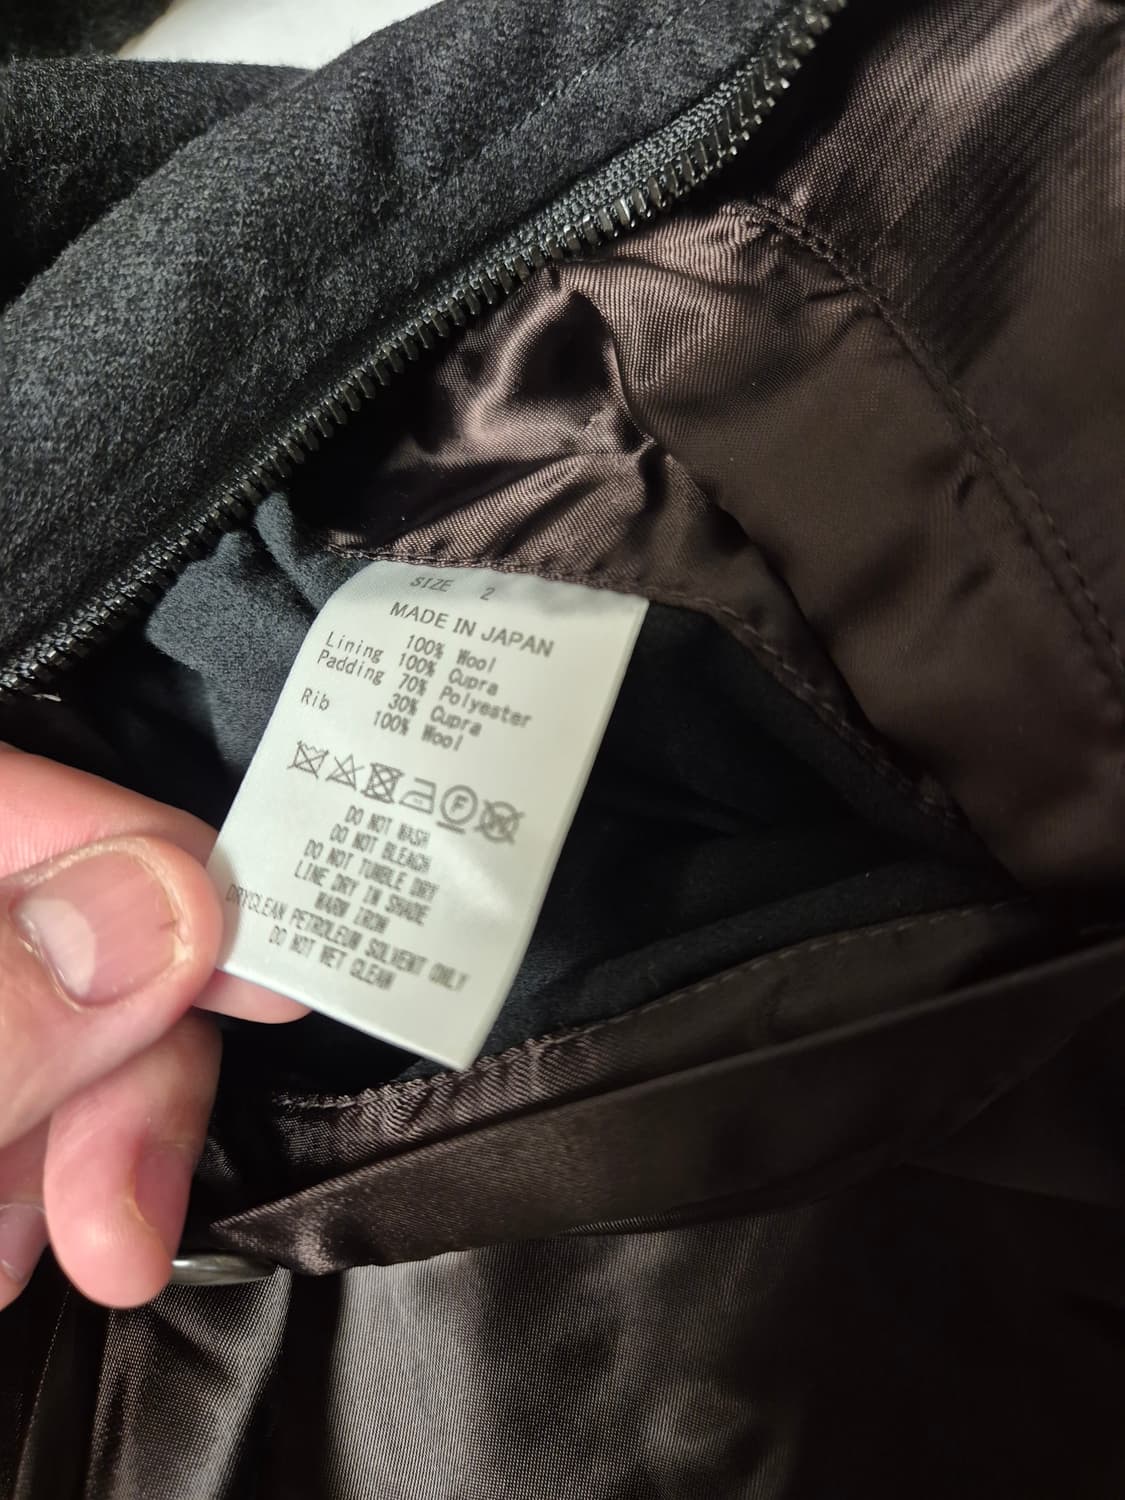 SIZE 2
MADE IN JAPAN
100% Wool
Lining 100% Cupra
Padding 70% Polyester
30% Cupra
Rib 100% Wool
F
W
DO NOT WASH
DO NOT BLEACH
DO NOT TUMBLE DRY
LINE DRY IN SHADE
WARM IRON
DRYCLEAN PETROLEUM SOLVENT ONLY
DO NOT WET CLEAN